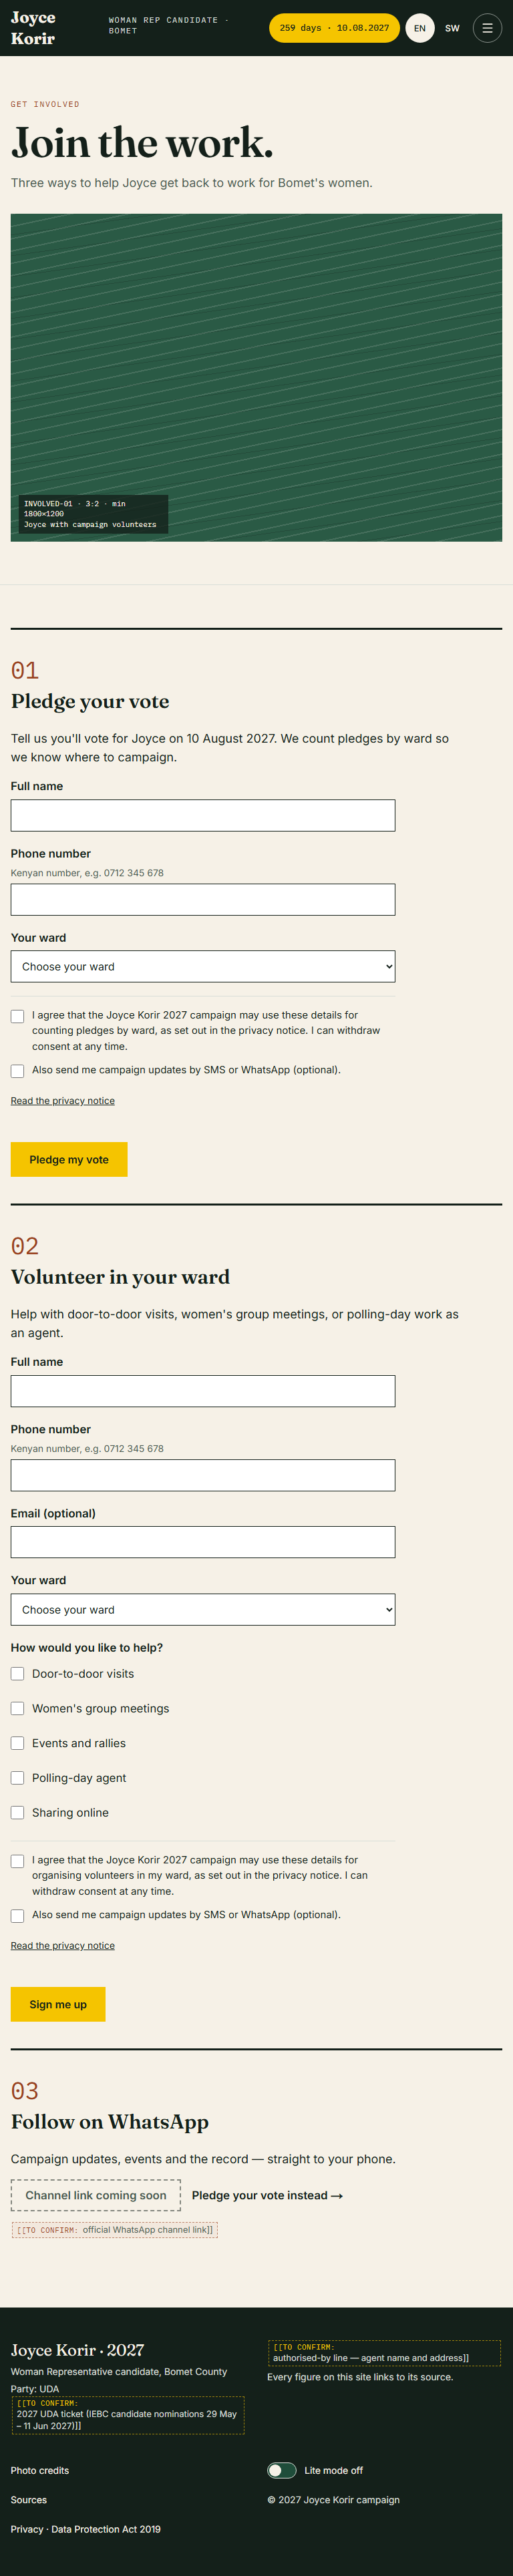 Joyce
Korir
WOMAN REP CANDIDATE ·
BOMET
259 days · 10.08.2027
EN
SW
GET INVOLVED
Join the work.
Three ways to help Joyce get back to work for Bomet's women.
INVOLVED-01 · 3:2 · min
1800×1200
Joyce with campaign volunteers
01
Pledge your vote
Tell us you'll vote for Joyce on 10 August 2027. We count pledges by ward so
we know where to campaign.
Full name
Phone number
Kenyan number, e.g. 0712 345 678
Your ward
Choose your ward
I agree that the Joyce Korir 2027 campaign may use these details for
counting pledges by ward, as set out in the privacy notice. I can withdraw
consent at any time.
Also send me campaign updates by SMS or WhatsApp (optional).
Read the privacy notice
Pledge my vote
02
Volunteer in your ward
Help with door-to-door visits, women's group meetings, or polling-day work as
an agent.
Full name
Phone number
Kenyan number, e.g. 0712 345 678
Email (optional)
Your ward
Choose your ward
How would you like to help?
Door-to-door visits
Women's group meetings
Events and rallies
Polling-day agent
Sharing online
I agree that the Joyce Korir 2027 campaign may use these details for
organising volunteers in my ward, as set out in the privacy notice. I can
withdraw consent at any time.
Also send me campaign updates by SMS or WhatsApp (optional).
Read the privacy notice
Sign me up
03
Follow on WhatsApp
Campaign updates, events and the record — straight to your phone.
Channel link coming soon
Pledge your vote instead →
[[TO CONFIRM: official WhatsApp channel link]]
Joyce Korir · 2027
Woman Representative candidate, Bomet County
Party: UDA
[[TO CONFIRM:
2027 UDA ticket (IEBC candidate nominations 29 May
– 11 Jun 2027)]]
[[TO CONFIRM:
authorised-by line — agent name and address]]
Every figure on this site links to its source.
Photo credits
Sources
Privacy · Data Protection Act 2019
Lite mode off
© 2027 Joyce Korir campaign